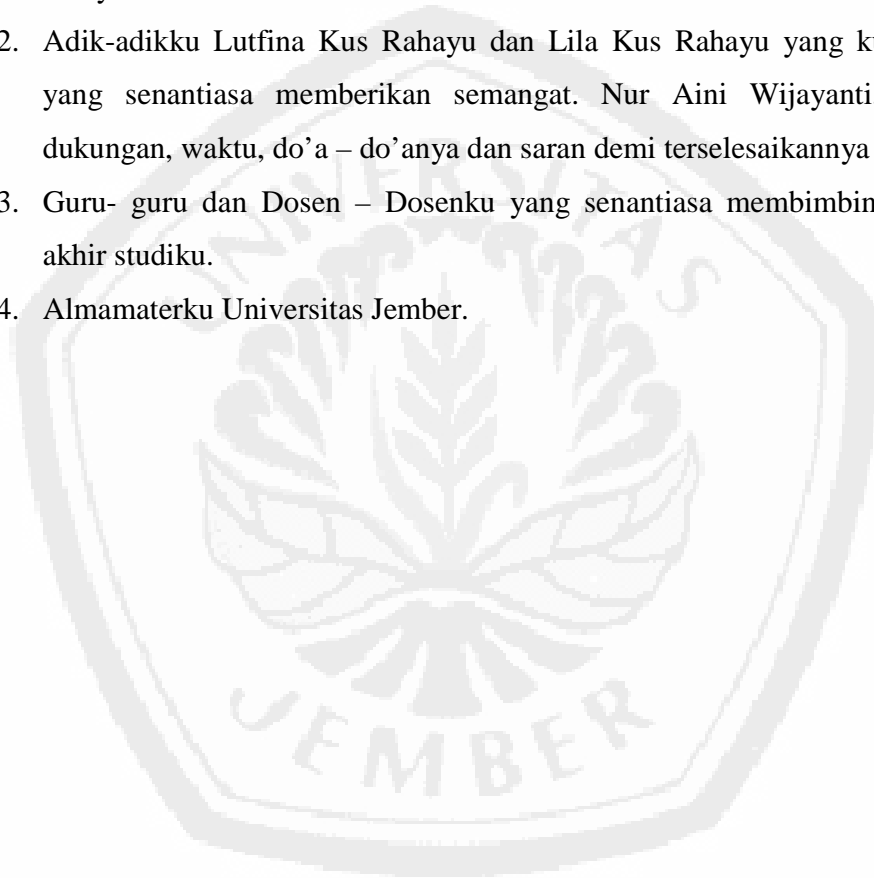 2. Adik-adikku Lutfina Kus Rahayu dan Lila Kus Rahayu yang
yang senantiasa memberikan semangat. Nur Aini Wijayanti
dukungan, waktu, do’a – do’anya dan saran demi terselesaikannya
3. Guru- guru dan Dosen – Dosenku yang senantiasa
akhir studiku.
4. Almamaterku Universitas Jember.
UNIVERSITAS
JEMBER